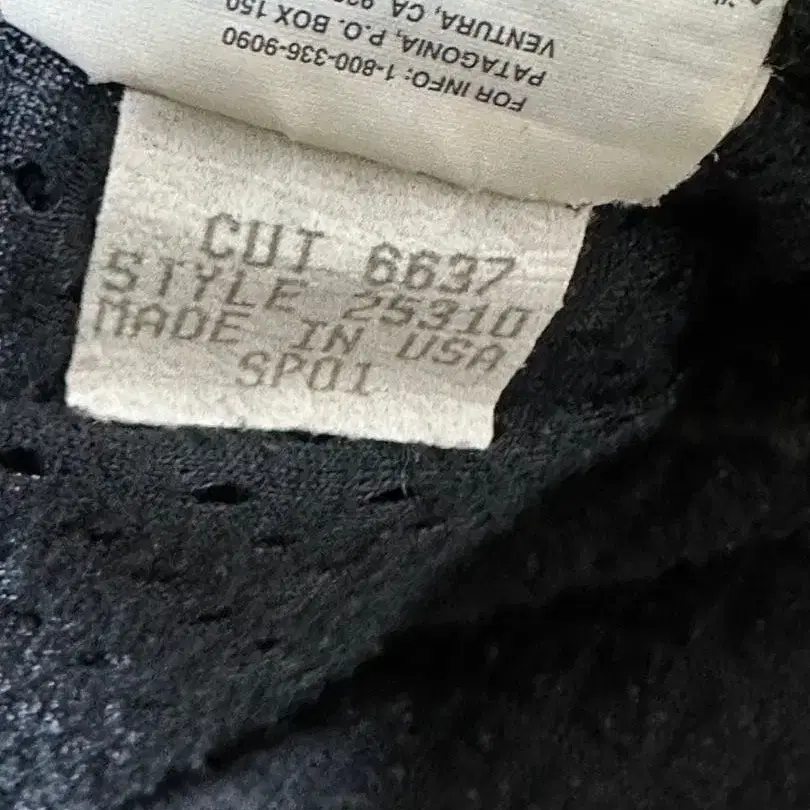 FOR INFO: 1-800-336-9090
PATAGONIA, P.O. BOX 150
VENTURA, CA
CUT 6637
STYLE 25310
MADE IN USA
SP01